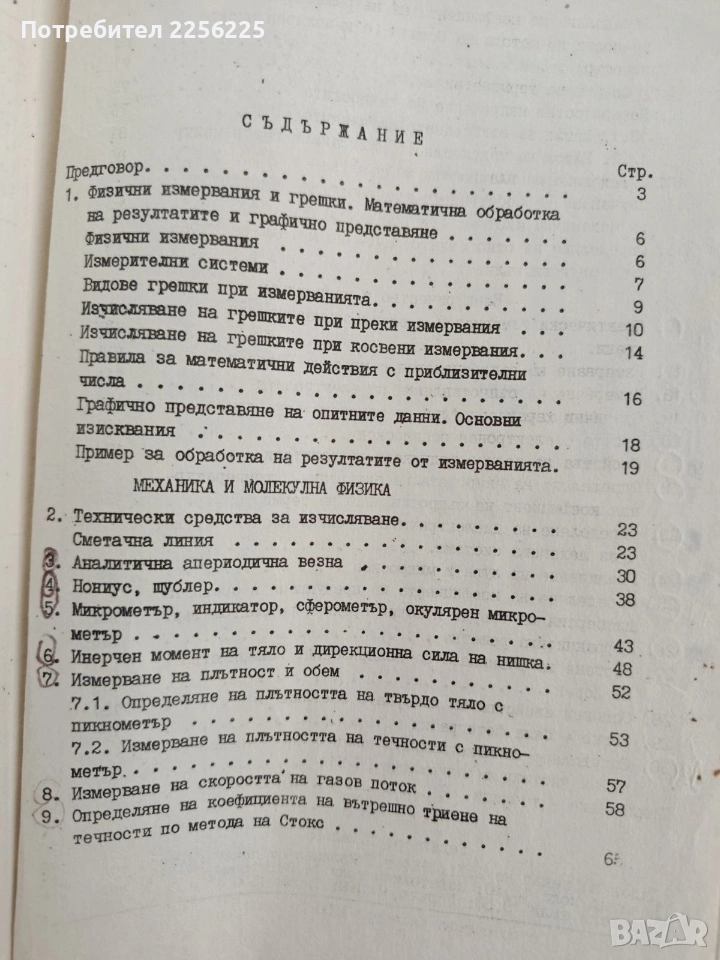 Потребител 2256225
СЪДЪРЖАНИЕ
Стр.
Предговор. . . . . . . . . . . . . . . . . . 3
1. Физични измервания и грешки. Математична обработка
на резултатите и графично представяне . . . . . . 6
Физични измервания . . . . . . . . . . . . . 6
Измерителни системи . . . . . . . . . . . . . 7
Видове грешки при измерванията. . . . . . . . . 9
Изчисляване на грешките при преки измервания . . . 10
Изчисляване на грешките при косвени измервания. . . 14
Правила за математични действия с приблизителни
числа . . . . . . . . . . . . . . . . . . 16
Графично представяне на опитните данни. Основни
изисквания . . . . . . . . . . . . . . . . 18
Пример за обработка на резултатите от измерванията. 19
МЕХАНИКА И МОЛЕКУЛНА ФИЗИКА
2. Технически средства за изчисляване. . . . . . . . 23
Сметачна линия . . . . . . . . . . . . . . . 23
3. Аналитична апериодична везна . . . . . . . . . . 30
4. Нониус, шублер. . . . . . . . . . . . . . . . 38
5. Микрометър, индикатор, сферометър, окулярен микро-
метър . . . . . . . . . . . . . . . . . . 43
6. Инерчен момент на тяло и дирекционна сила на нишка. 48
7. Измерване на плътност и обем . . . . . . . . . . 52
7.1. Определяне на плътността на твърдо тяло с
пикнометър . . . . . . . . . . . . . . . . 53
7.2. Измерване на плътността на течности с пикно-
метър. . . . . . . . . . . . . . . . . . . 57
8. Измерване на скоростта на газов поток . . . . . . 58
9. Определяне на коефициента на вътрешно триене на
течности по метода на Стокс . . . . . . . . . .
BAZAR